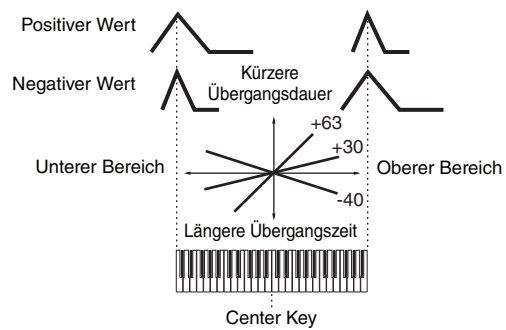 Positiver Wert
Negativer Wert
Kürzere
Übergangsdauer
+63
+30
Unterer Bereich
Oberer Bereich
-40
Längere Übergangszeit
Center Key